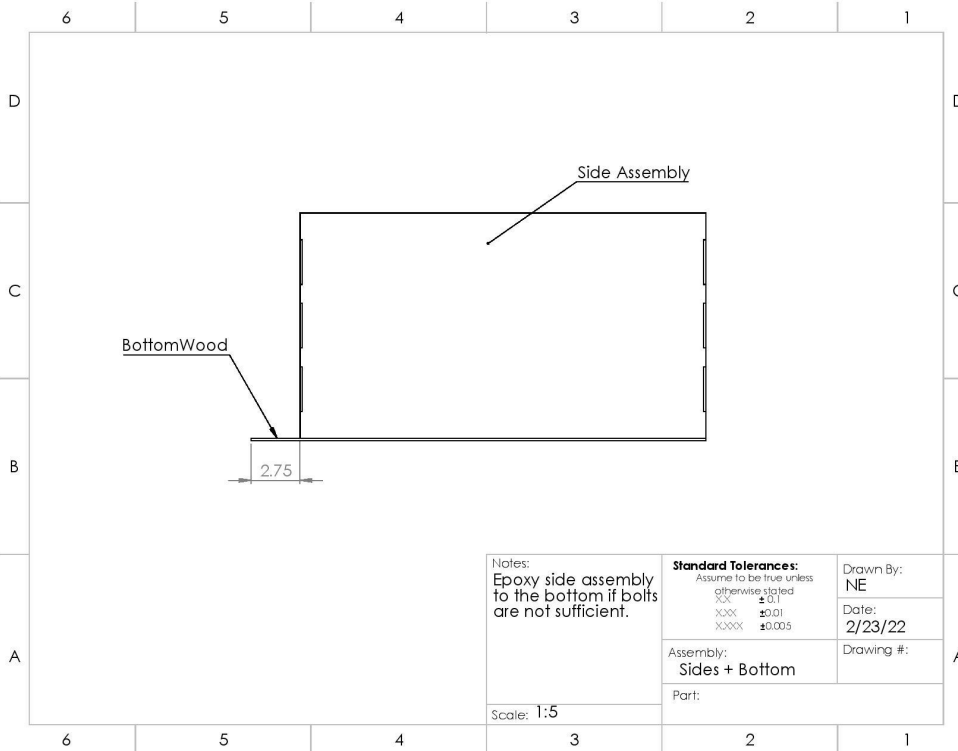 6 5 4 3 2 1
D D
Side Assembly
C C
BottomWood
B B
2.75
Notes:
Epoxy side assembly
to the bottom if bolts
are not sufficient.
Scale: 1:5
Standard Tolerances:
Assume to be true unless
otherwise stated
X.X ±0.1
X.XX ±0.01
X.XXX ±0.005
Assembly:
Sides + Bottom
Part:
Drawn By:
NE
Date:
2/23/22
Drawing #:
A A
6 5 4 3 2 1